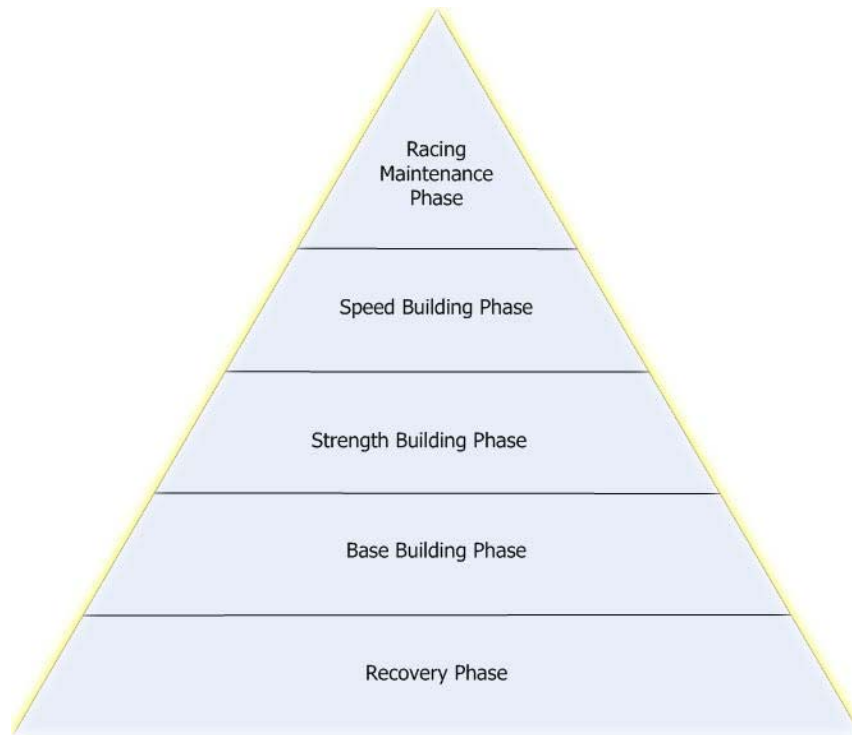 Racing
Maintenance
Phase
Speed Building Phase
Strength Building Phase
Base Building Phase
Recovery Phase